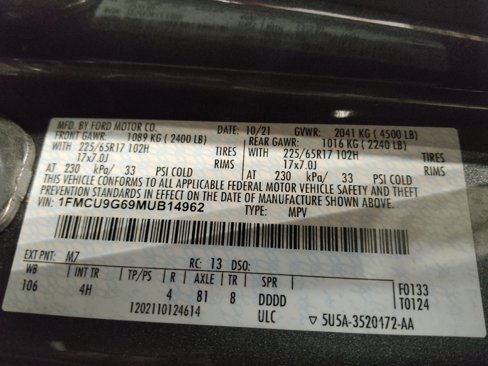 MFD. BY FORD MOTOR CO.
DATE: 10/21 GVWR: 2041 KG ( 4500 LB)
FRONT GAWR: 1089 KG ( 2400 LB) REAR GAWR: 1016 KG ( 2240 LB)
WITH 225/65R17 102H TIRES WITH 225/65R17 102H TIRES
17x7.0J RIMS 17x7.0J RIMS
AT 230 kPa/ 33 PSI COLD AT 230 kPa/ 33 PSI COLD
THIS VEHICLE CONFORMS TO ALL APPLICABLE FEDERAL MOTOR VEHICLE SAFETY AND THEFT
PREVENTION STANDARDS IN EFFECT ON THE DATE OF MANUFACTURE SHOWN ABOVE.
VIN: 1FMCU9G69MUB14962 TYPE: MPV
EXT PNT: M7 RC: 13 DSO:
WB INT TR TP/PS R AXLE TR SPR
106 4H 4 81 8 DDDD
F0133
T0124
1202110124614 ULC ▽ 5U5A-3520172-AA